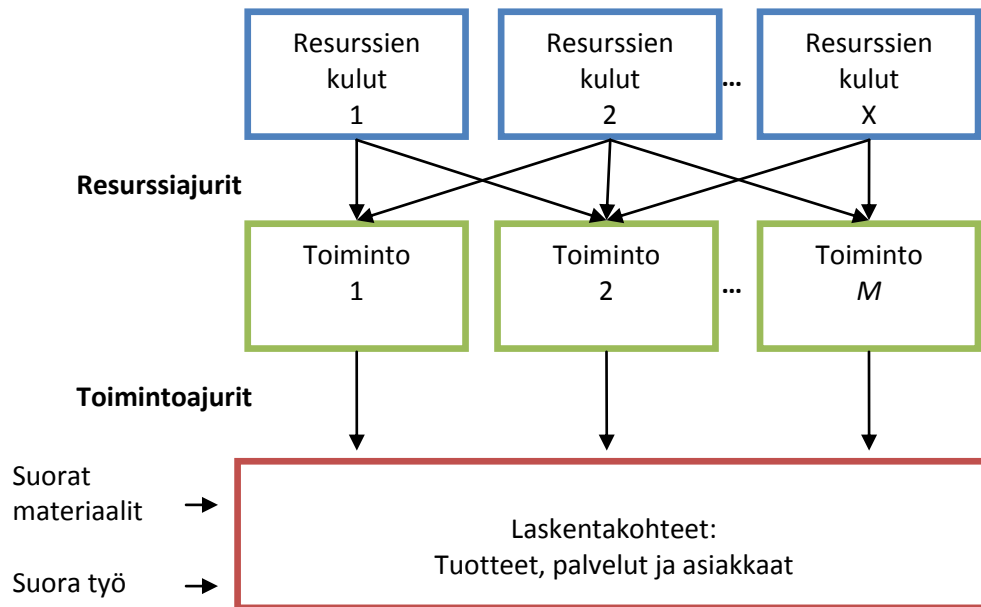 Resurssien
kulut
1
Resurssien
kulut
2
...
Resurssien
kulut
X
Resurssiajurit
Toiminto
1
Toiminto
2
...
Toiminto
M
Toimintoajurit
Suorat
materiaalit
Suora työ
Laskentakohteet:
Tuotteet, palvelut ja asiakkaat